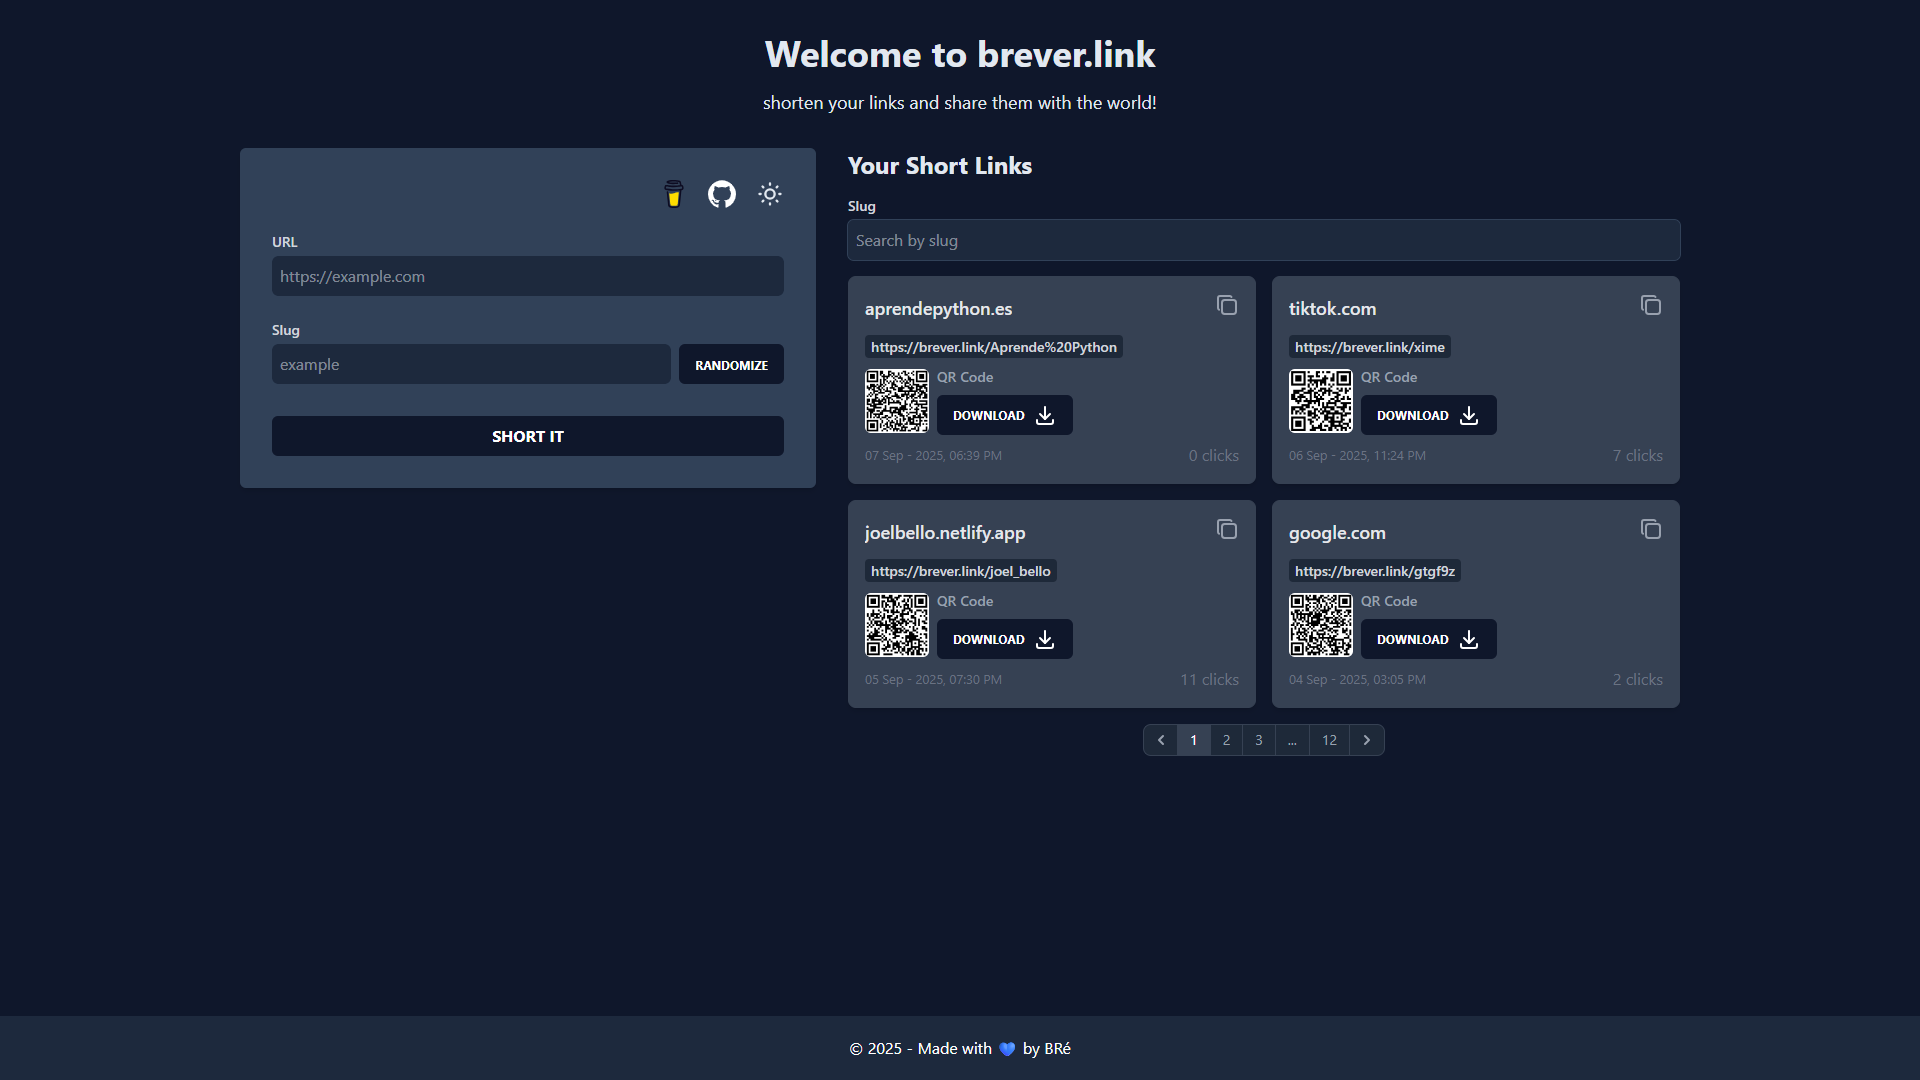 Welcome to brever.link
shorten your links and share them with the world!
URL
https://example.com
Slug
example
RANDOMIZE
SHORT IT
Your Short Links
Slug
Search by slug
aprendepython.es
https://brever.link/Aprende%20Python
QR Code
DOWNLOAD
07 Sep - 2025, 06:39 PM
0 clicks
tiktok.com
https://brever.link/xime
QR Code
DOWNLOAD
06 Sep - 2025, 11:24 PM
7 clicks
joelbello.netlify.app
https://brever.link/joel_bello
QR Code
DOWNLOAD
05 Sep - 2025, 07:30 PM
11 clicks
google.com
https://brever.link/gtgf9z
QR Code
DOWNLOAD
04 Sep - 2025, 03:05 PM
2 clicks
1 2 3 ... 12
© 2025 - Made with 💙 by BRé